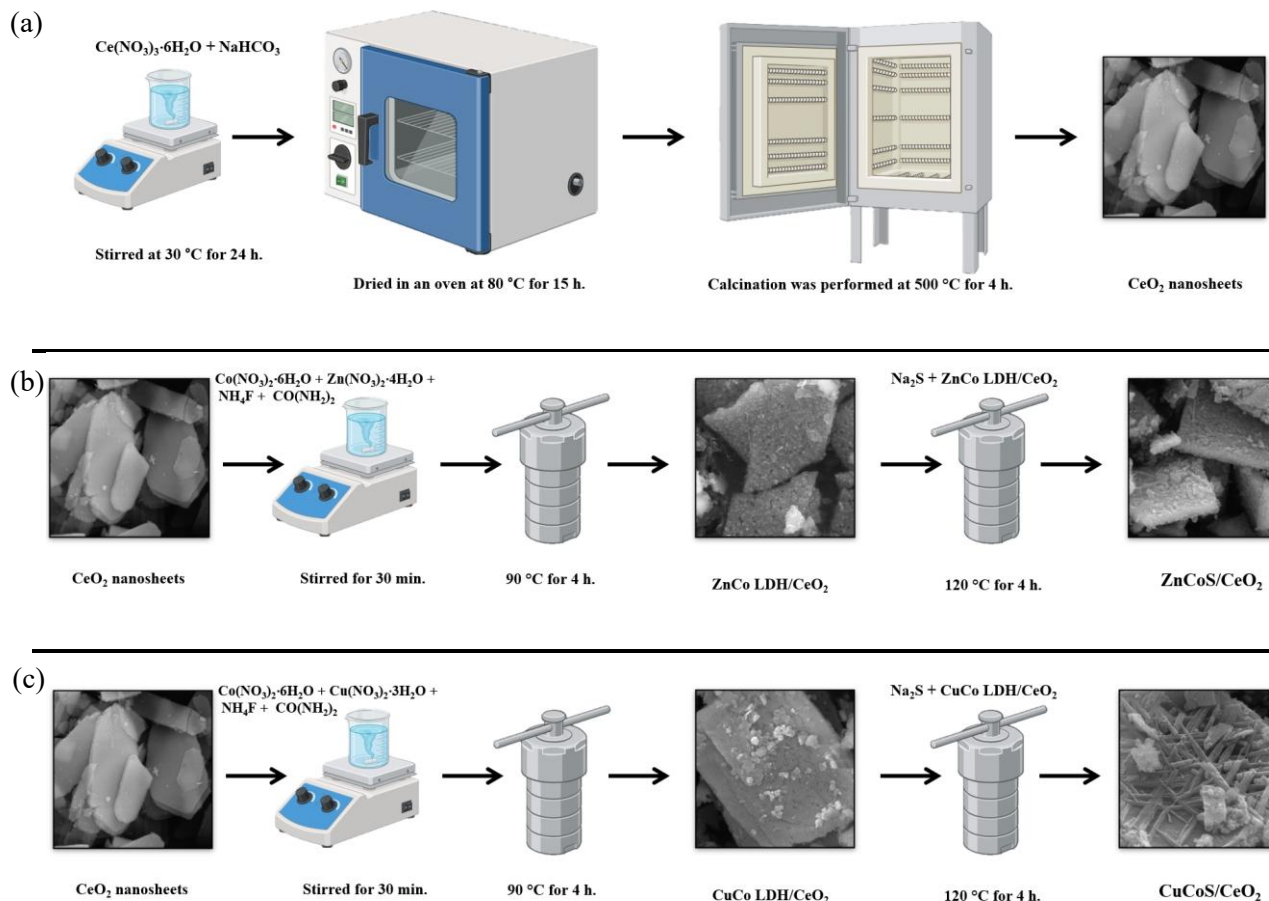 (a)
Ce(NO₃)₃·6H₂O + NaHCO₃
Stirred at 30 °C for 24 h.
Dried in an oven at 80 °C for 15 h.
Calcination was performed at 500 °C for 4 h.
CeO₂ nanosheets
(b)
Co(NO₃)₂·6H₂O + Zn(NO₃)₂·4H₂O +
NH₄F + CO(NH₂)₂
Na₂S + ZnCo LDH/CeO₂
CeO₂ nanosheets
Stirred for 30 min.
90 °C for 4 h.
ZnCo LDH/CeO₂
120 °C for 4 h.
ZnCoS/CeO₂
(c)
Co(NO₃)₂·6H₂O + Cu(NO₃)₂·3H₂O +
NH₄F + CO(NH₂)₂
Na₂S + CuCo LDH/CeO₂
CeO₂ nanosheets
Stirred for 30 min.
90 °C for 4 h.
CuCo LDH/CeO₂
120 °C for 4 h.
CuCoS/CeO₂